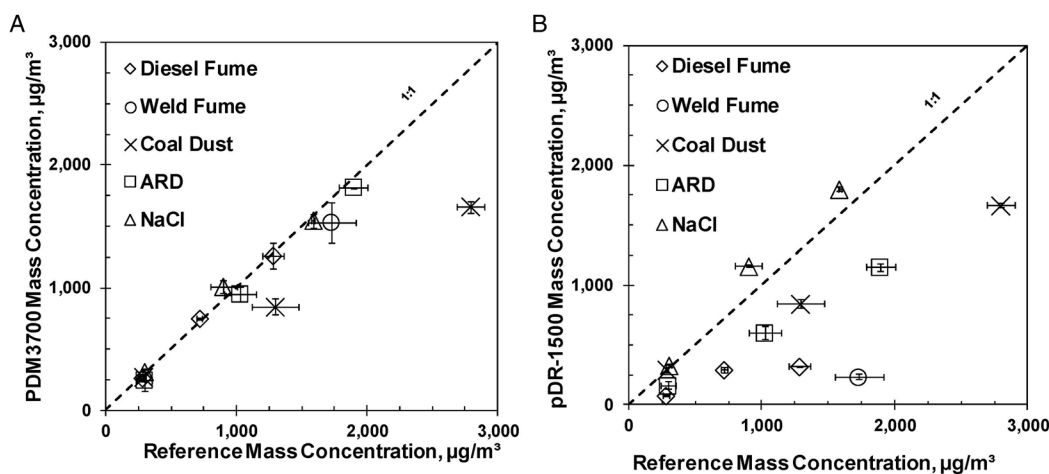 A
PDM3700 Mass Concentration, µg/m³
3,000
2,000
1,000
0
Diesel Fume
Weld Fume
Coal Dust
ARD
NaCl
1:1
0
1,000
2,000
3,000
Reference Mass Concentration, µg/m³
B
pDR-1500 Mass Concentration, µg/m³
3,000
2,000
1,000
0
Diesel Fume
Weld Fume
Coal Dust
ARD
NaCl
1:1
0
1,000
2,000
3,000
Reference Mass Concentration, µg/m³